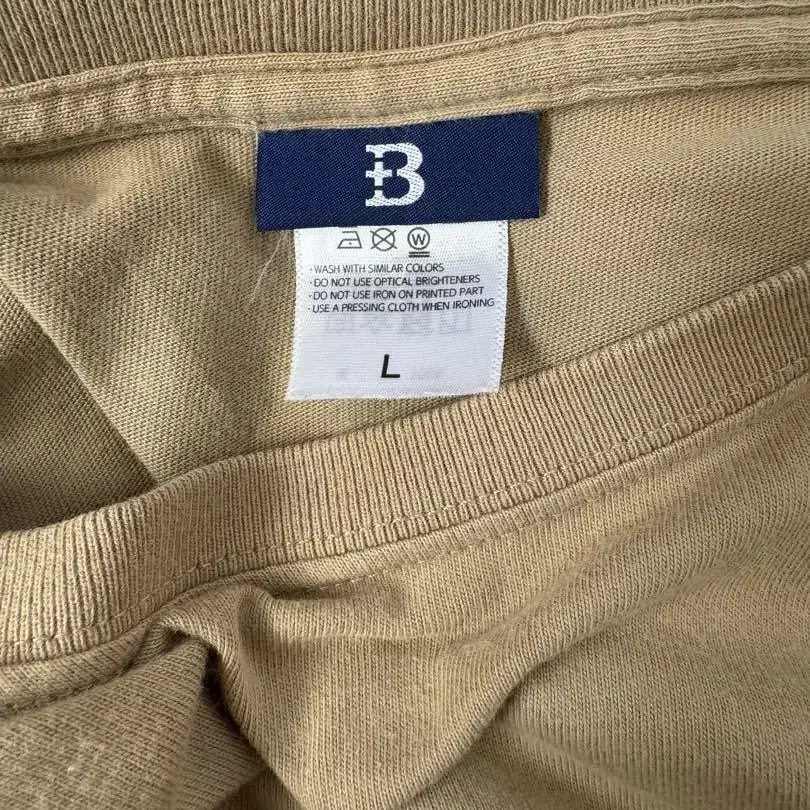 B
W
· WASH WITH SIMILAR COLORS
· DO NOT USE OPTICAL BRIGHTENERS
· DO NOT USE IRON ON PRINTED PART
· USE A PRESSING CLOTH WHEN IRONING
L